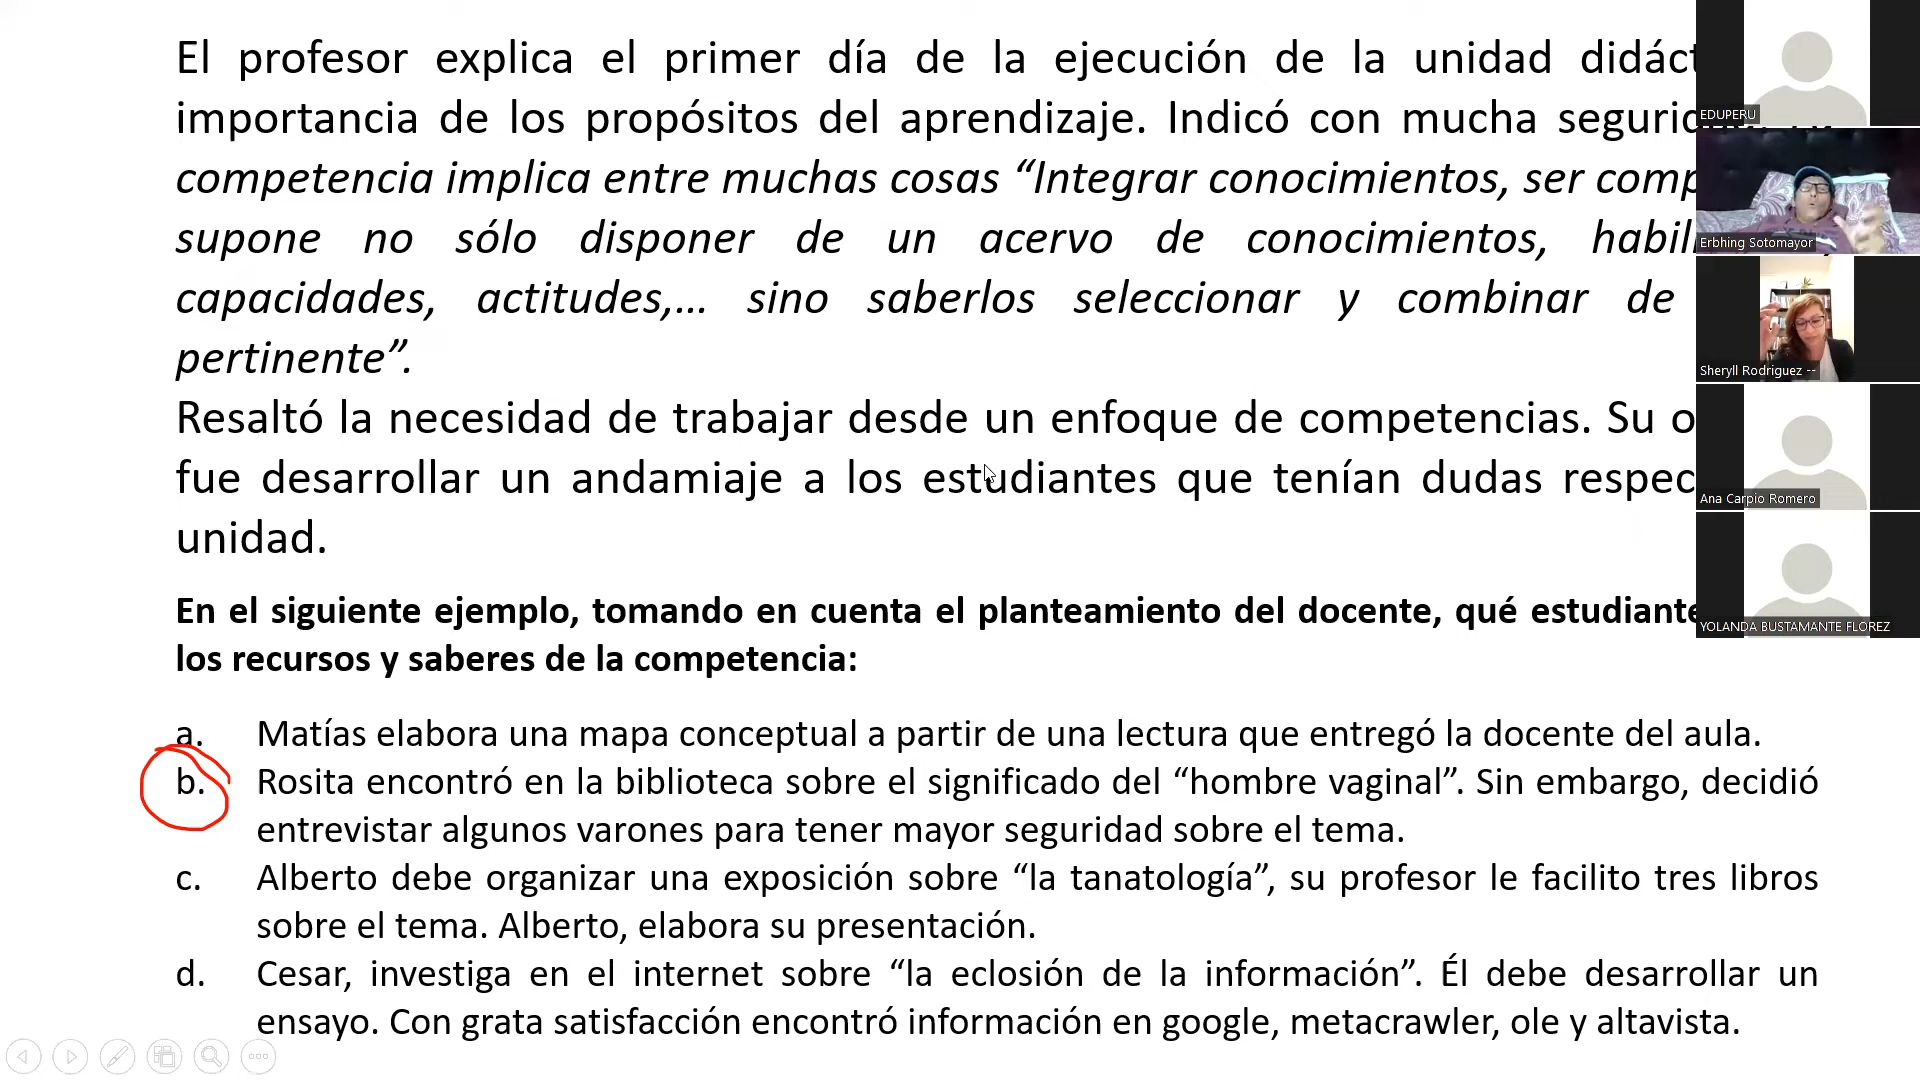 El profesor explica el primer día de la ejecución de la unidad
importancia de los propósitos del aprendizaje. Indicó con mucha
competencia implica entre muchas cosas “Integrar conocimientos, ser
supone no sólo disponer de un acervo de conocimientos,
capacidades, actitudes,... sino saberlos seleccionar y combinar de
pertinente”.
Resaltó la necesidad de trabajar desde un enfoque de competencias. Su
fue desarrollar un andamiaje a los estudiantes que tenían dudas
unidad.
En el siguiente ejemplo, tomando en cuenta el planteamiento del docente, qué
los recursos y saberes de la competencia:
a. Matías elabora una mapa conceptual a partir de una lectura que entregó la docente del aula.
b. Rosita encontró en la biblioteca sobre el significado del “hombre vaginal”. Sin embargo, decidió
entrevistar algunos varones para tener mayor seguridad sobre el tema.
c. Alberto debe organizar una exposición sobre “la tanatología”, su profesor le facilito tres libros
sobre el tema. Alberto, elabora su presentación.
d. Cesar, investiga en el internet sobre “la eclosión de la información”. Él debe desarrollar un
ensayo. Con grata satisfacción encontró información en google, metacrawler, ole y altavista.
EDUPERU
Erbhing Sotomayor
Sheryll Rodriguez --
Ana Carpio Romero
YOLANDA BUSTAMANTE FLOREZ